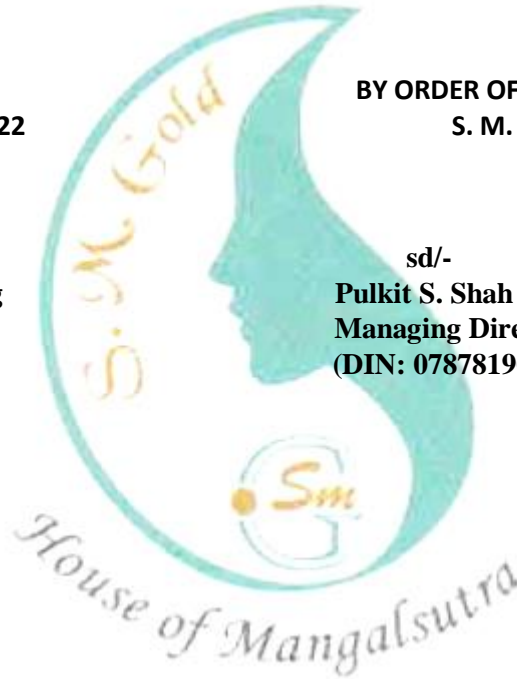 BY ORDER OF
22
S. M.
S. M. Gold
sd/-
Pulkit S. Shah
Managing Dire
(DIN: 0787819
Sm
House of Mangalsutra